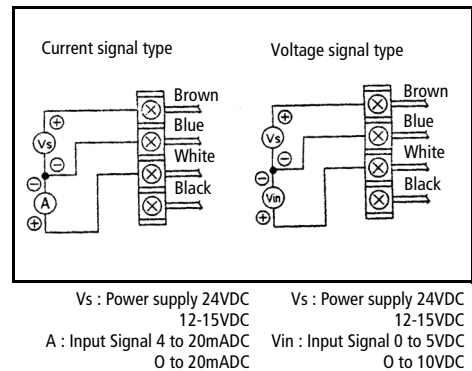 Current signal type
Brown
Blue
White
Black
⊕
Vs
⊖
⊖
A
⊕
Voltage signal type
Brown
Blue
White
Black
⊕
Vs
⊖
⊖
Vin
⊕
Vs : Power supply 24VDC
12-15VDC
A : Input Signal 4 to 20mADC
O to 20mADC
Vs : Power supply 24VDC
12-15VDC
Vin : Input Signal 0 to 5VDC
O to 10VDC